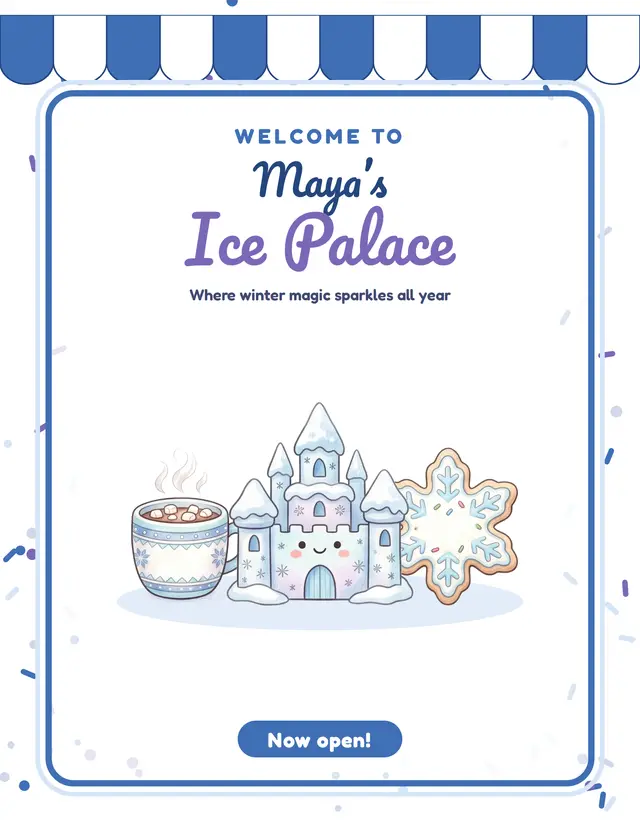 WELCOME TO
Maya's
Ice Palace
Where winter magic sparkles all year
Now open!